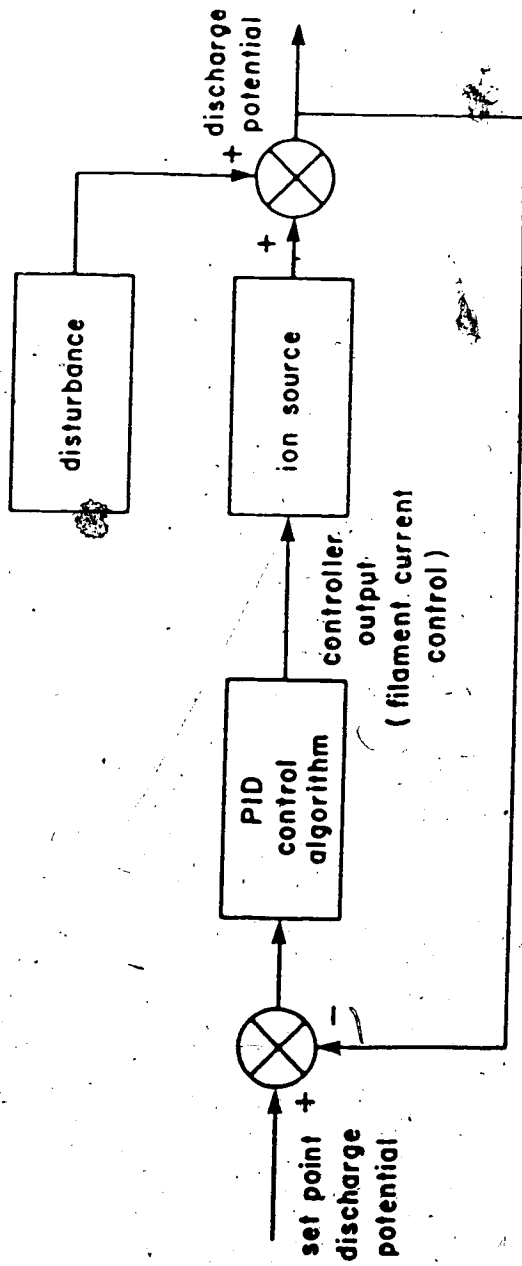 set point
discharge
potential
+
-
PID
control
algorithm
controller
output
(filament current
control)
ion source
disturbance
+
+
discharge
potential